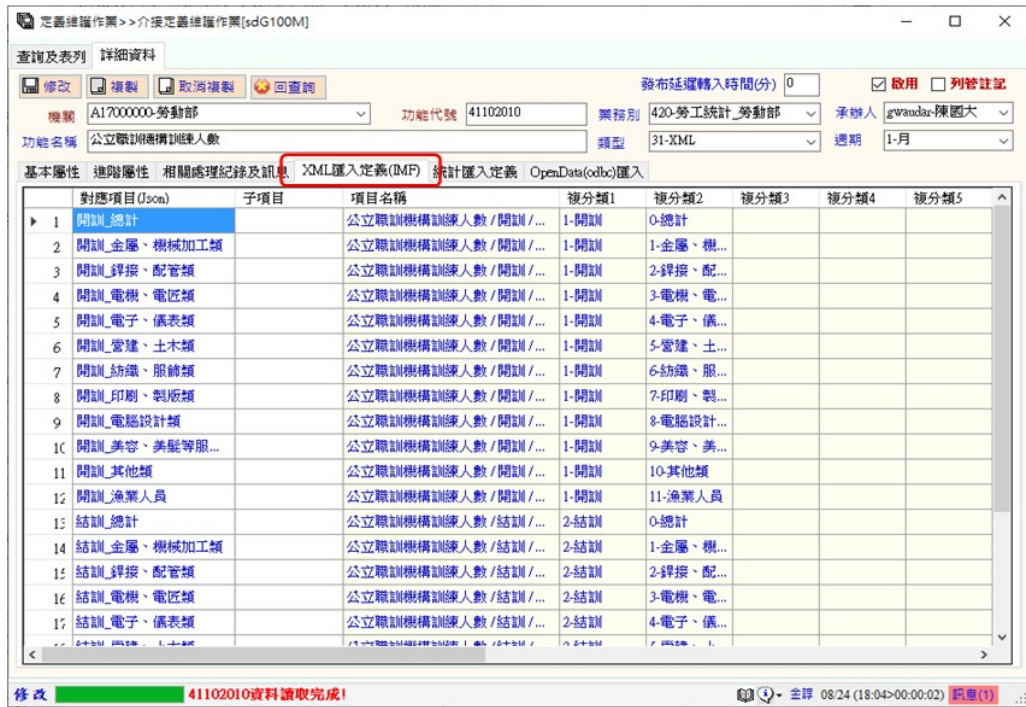 定義維護作業>>介接定義維護作業[sdG100M]
查詢及表列 詳細資料
修改 複製 取消複製 回查詢 發布延遲轉入時間(分) 0 啟用 列管註記
機關 A17000000-勞動部 功能代號 41102010 業務別 420-勞工統計_勞動部 承辦人 gwaudar-陳國大
功能名稱 公立職訓機構訓練人數 類型 31-XML 週期 1-月
基本屬性 進階屬性 相關處理紀錄及訊息 XML匯入定義(IMF) 統計匯入定義 OpenData(odbc)匯入
對應項目(Json) 子項目 項目名稱 複分類1 複分類2 複分類3 複分類4 複分類5
1 開訓_總計 公立職訓機構訓練人數 / 開訓 /... 1-開訓 0-總計
2 開訓_金屬、機械加工類 公立職訓機構訓練人數 / 開訓 /... 1-開訓 1-金屬、機...
3 開訓_銲接、配管類 公立職訓機構訓練人數 / 開訓 /... 1-開訓 2-銲接、配...
4 開訓_電機、電匠類 公立職訓機構訓練人數 / 開訓 /... 1-開訓 3-電機、電...
5 開訓_電子、儀表類 公立職訓機構訓練人數 / 開訓 /... 1-開訓 4-電子、儀...
6 開訓_營建、土木類 公立職訓機構訓練人數 / 開訓 /... 1-開訓 5-營建、土...
7 開訓_紡織、服飾類 公立職訓機構訓練人數 / 開訓 /... 1-開訓 6-紡織、服...
8 開訓_印刷、製版類 公立職訓機構訓練人數 / 開訓 /... 1-開訓 7-印刷、製...
9 開訓_電腦設計類 公立職訓機構訓練人數 / 開訓 /... 1-開訓 8-電腦設計...
10 開訓_美容、美髮等服... 公立職訓機構訓練人數 / 開訓 /... 1-開訓 9-美容、美...
11 開訓_其他類 公立職訓機構訓練人數 / 開訓 /... 1-開訓 10-其他類
12 開訓_漁業人員 公立職訓機構訓練人數 / 開訓 /... 1-開訓 11-漁業人員
13 結訓_總計 公立職訓機構訓練人數 / 結訓 /... 2-結訓 0-總計
14 結訓_金屬、機械加工類 公立職訓機構訓練人數 / 結訓 /... 2-結訓 1-金屬、機...
15 結訓_銲接、配管類 公立職訓機構訓練人數 / 結訓 /... 2-結訓 2-銲接、配...
16 結訓_電機、電匠類 公立職訓機構訓練人數 / 結訓 /... 2-結訓 3-電機、電...
17 結訓_電子、儀表類 公立職訓機構訓練人數 / 結訓 /... 2-結訓 4-電子、儀...
修改 41102010資料讀取完成! 08/24 (18:04>00:00:02) 訊息(1)